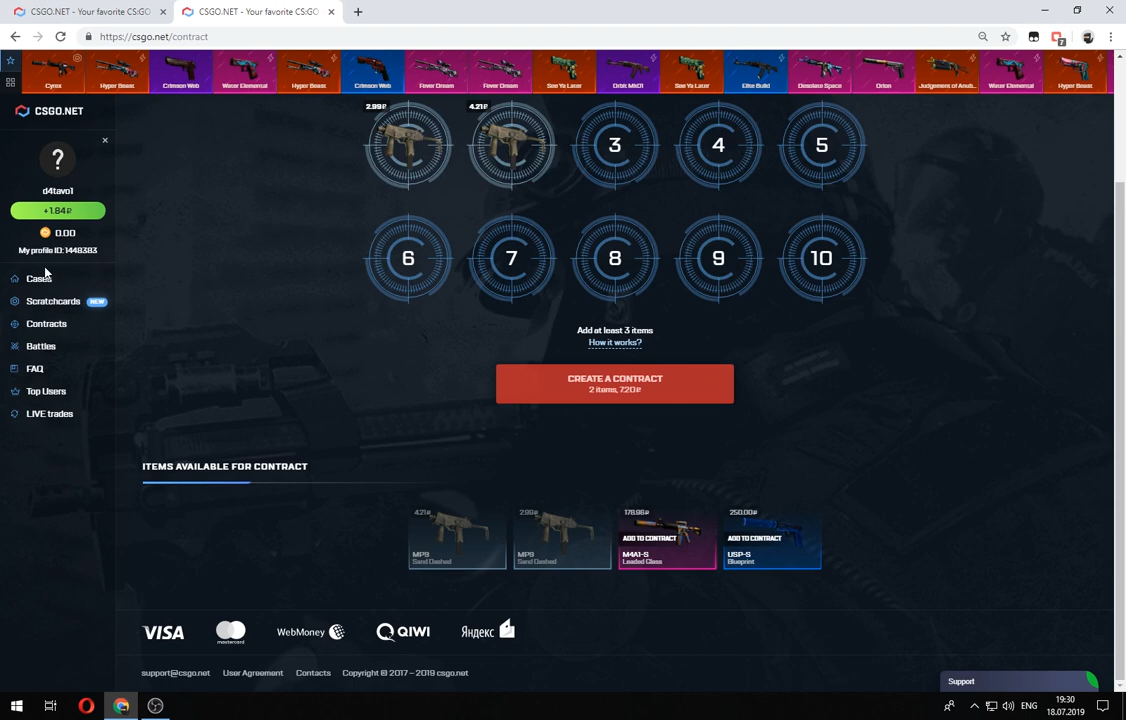 CSGO.NET - Your favorite CS:GO
CSGO.NET - Your favorite CS:GO
https://csgo.net/contract
7
Cyrex
Hyper Beast
Crimson Web
Water Elemental
Hyper Beast
Crimson Web
Fever Dream
Fever Dream
See Ya Later
Orbit Mk01
See Ya Later
Elite Build
Desolate Space
Orion
Judgement of Anub...
Water Elemental
Hyper Beast
CSGO.NET
?
d4tavo1
+1.84₽
0.00
My profile ID: 1448383
Cases
Scratchcards NEW
Contracts
Battles
FAQ
Top Users
LIVE trades
2.99₽
4.21₽
3
4
5
6
7
8
9
10
Add at least 3 items
How it works?
CREATE A CONTRACT
2 items, 7.20₽
ITEMS AVAILABLE FOR CONTRACT
4.21₽
MP9
Sand Dashed
2.99₽
MP9
Sand Dashed
178.96₽
ADD TO CONTRACT
M4A1-S
Leaded Glass
250.00₽
ADD TO CONTRACT
USP-S
Blueprint
VISA
mastercard
WebMoney
QIWI
Яндекс
support@csgo.net
User Agreement
Contacts
Copyright © 2017 – 2019 csgo.net
Support
ENG
19:30
18.07.2019